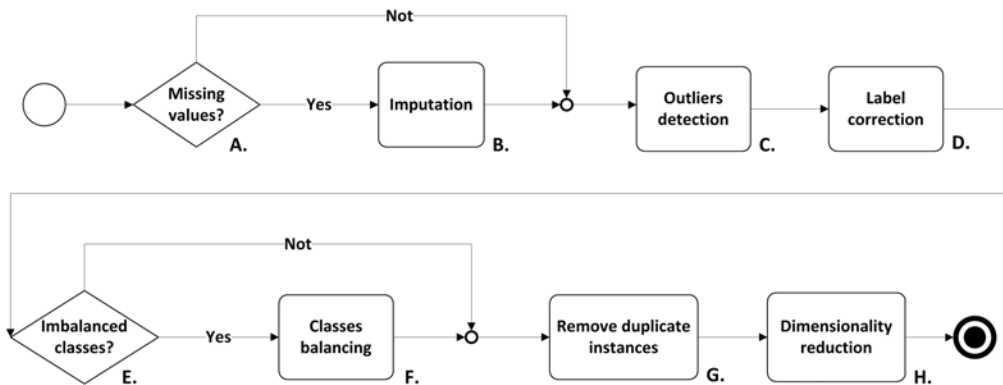 Not
Missing
values?
Yes
Imputation
Outliers
detection
Label
correction
A.
B.
C.
D.
Not
Imbalanced
classes?
Yes
Classes
balancing
Remove duplicate
instances
Dimensionality
reduction
E.
F.
G.
H.